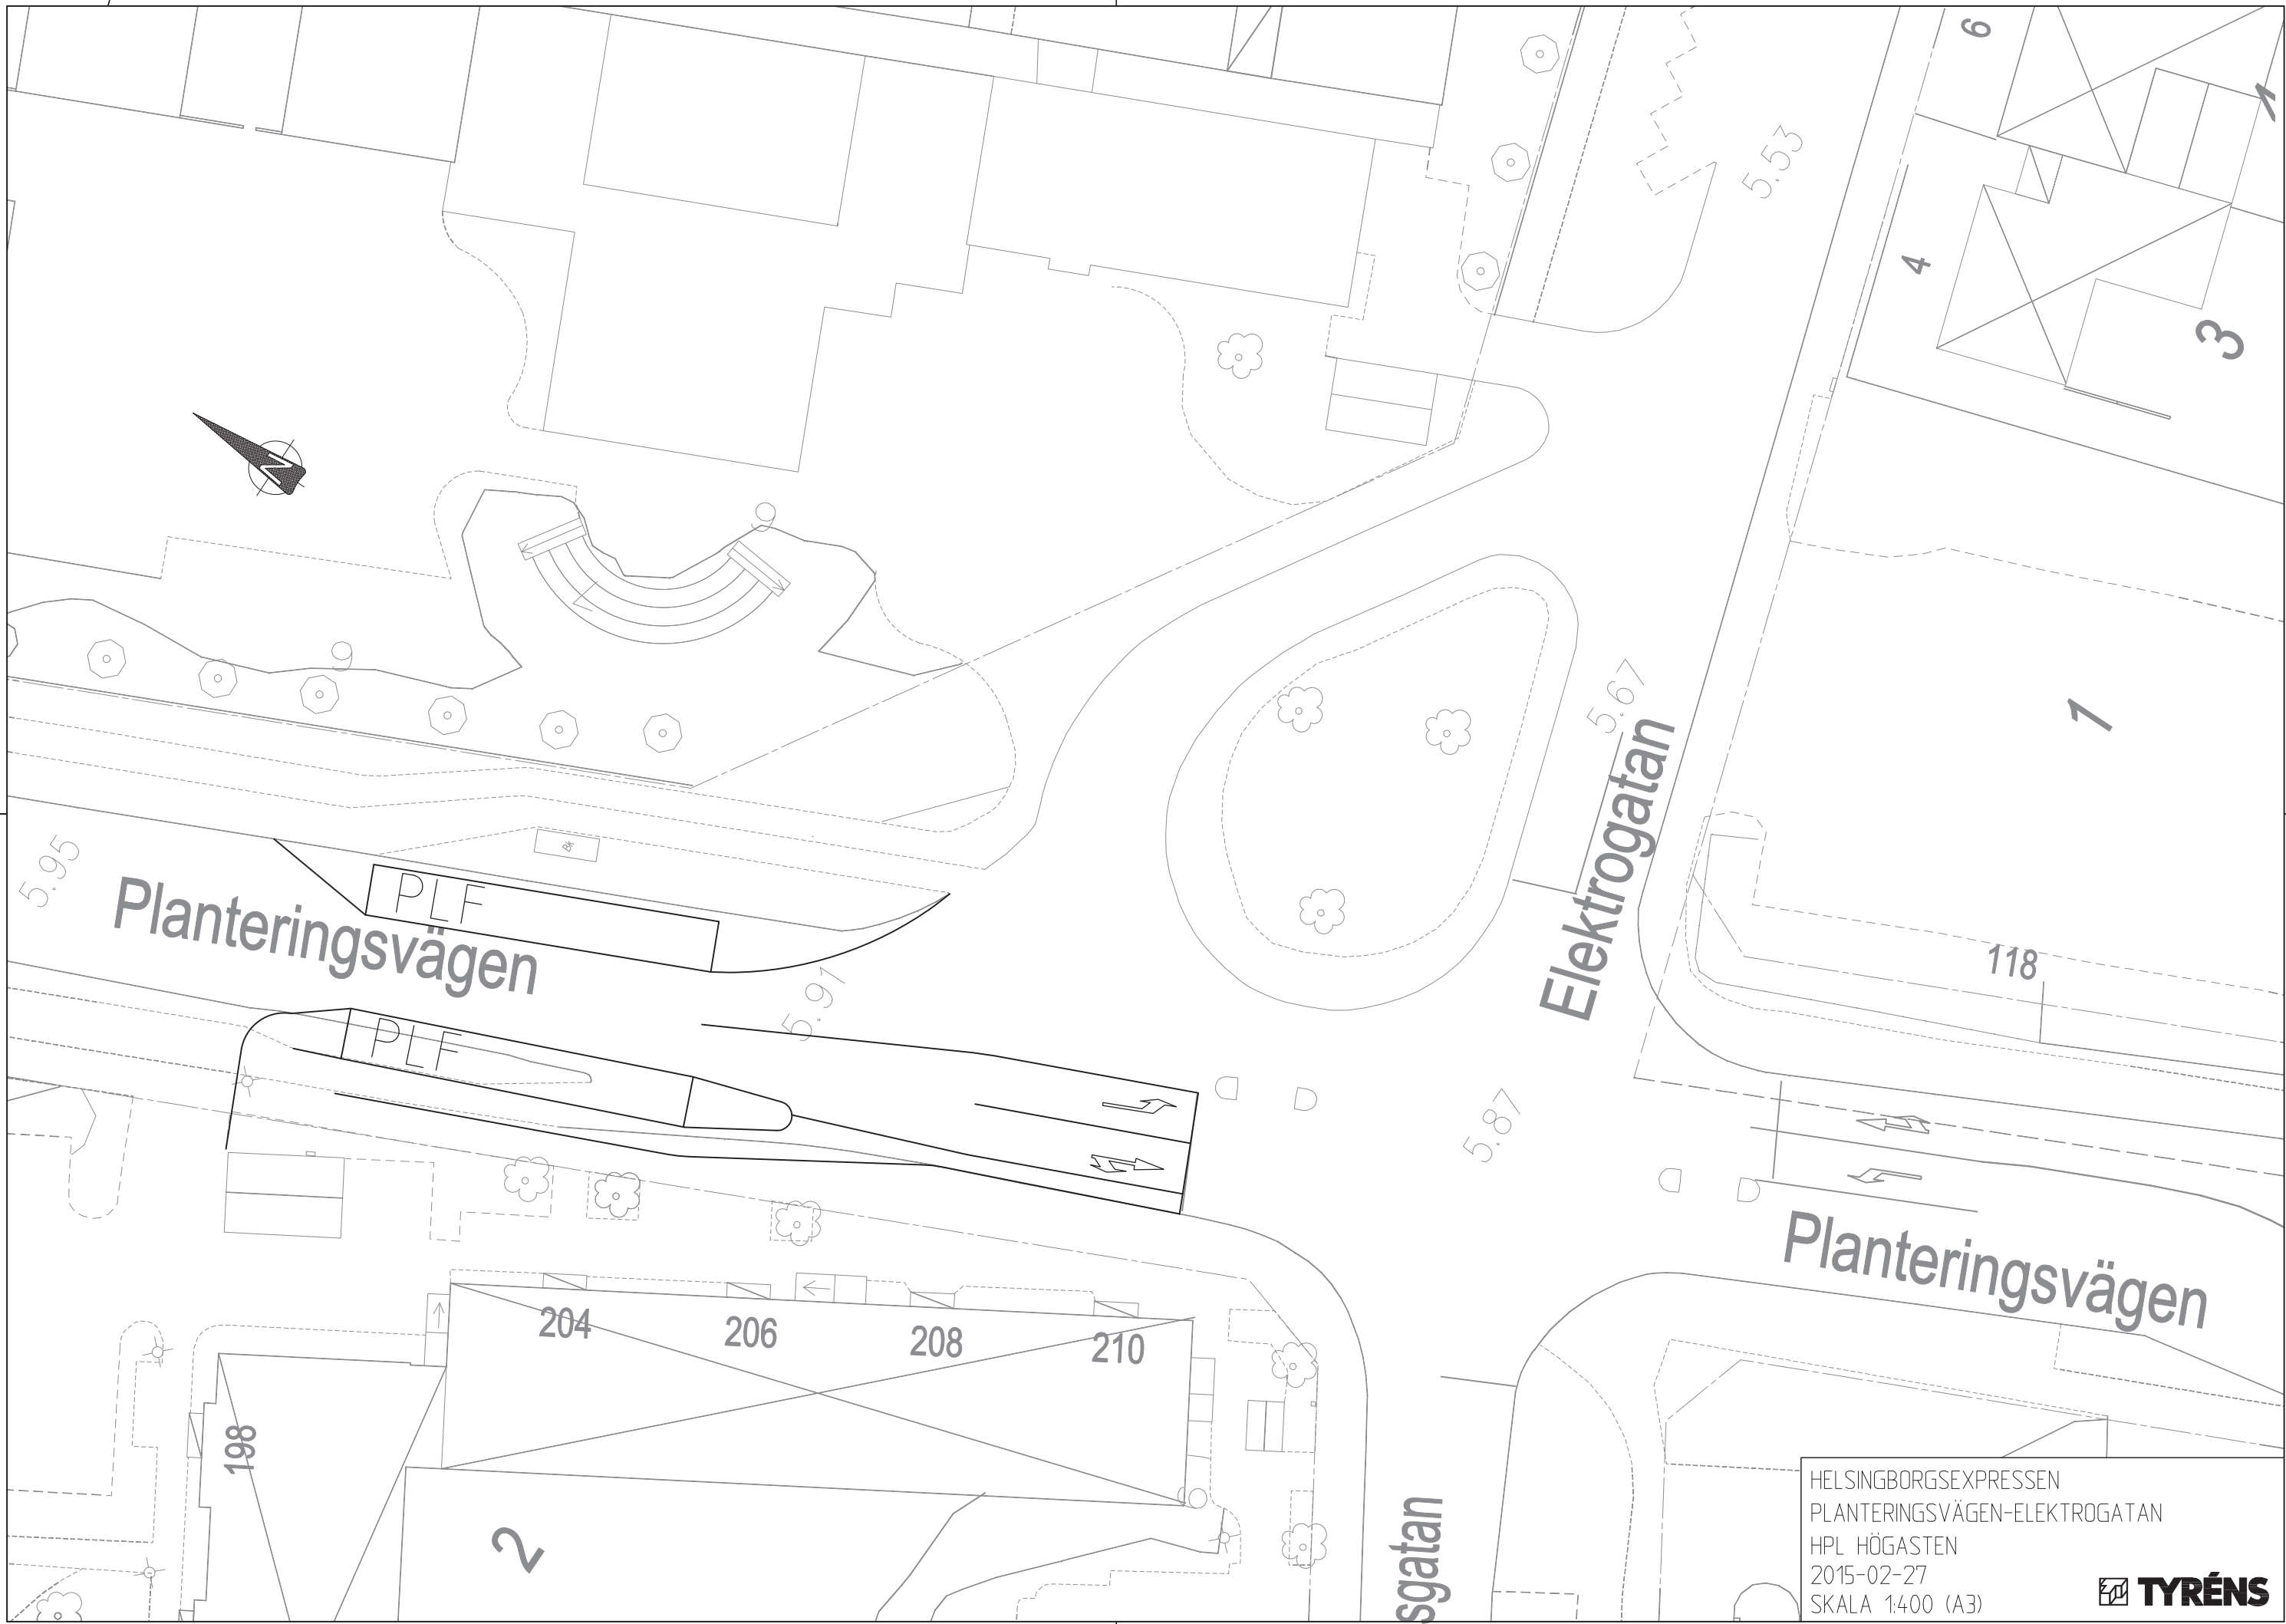 6
5.53
4
3
N
1
5.67
Elektrogatan
5.95
Planteringsvägen
PLF
5.97
PLF
118
5.87
Planteringsvägen
204
206
208
210
198
2
sgatan
HELSINGBORGSEXPRESSEN
PLANTERINGSVÄGEN-ELEKTROGATAN
HPL HÖGASTEN
2015-02-27
SKALA 1:400 (A3)
TYRÉNS